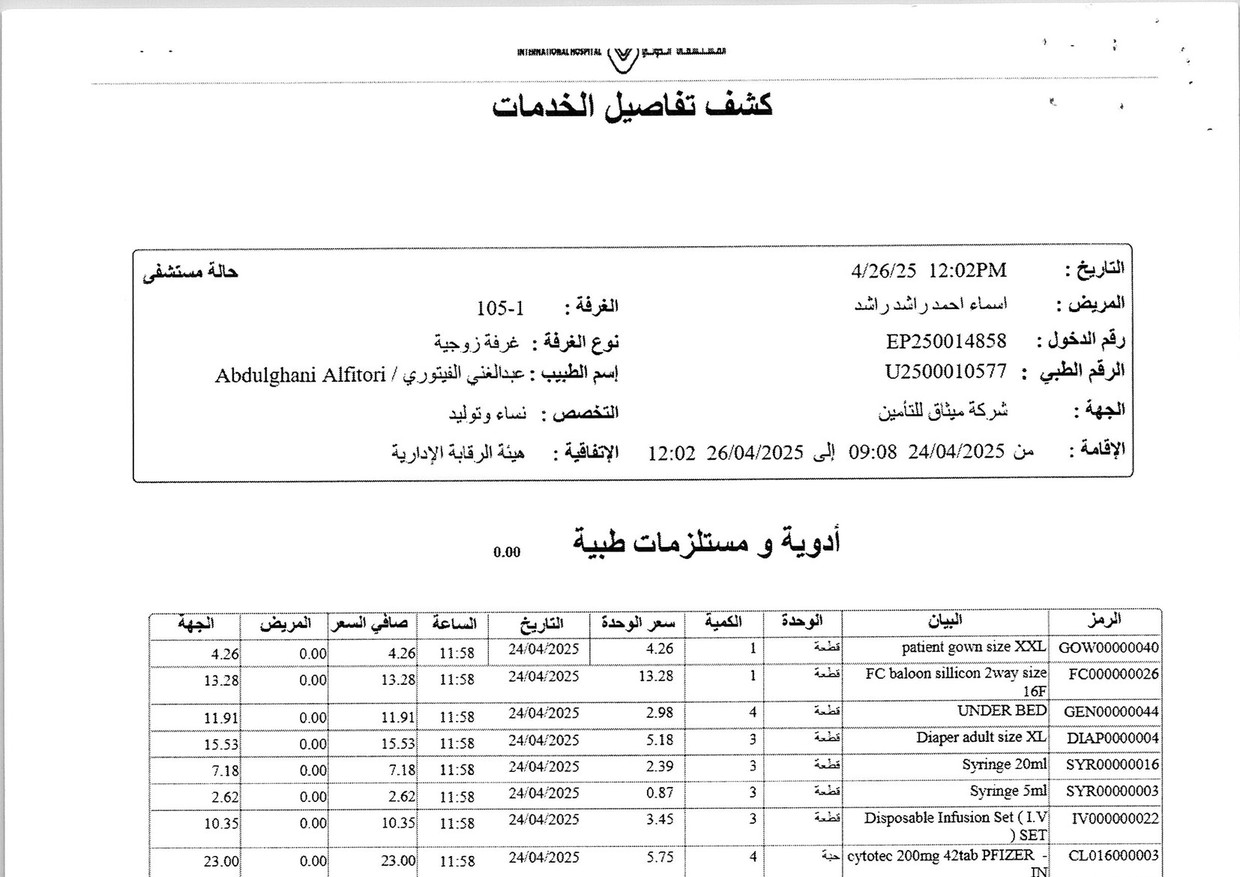 INTERNATIONAL HOSPITAL
كشف تفاصيل الخدمات
حالة مستشفى
التاريخ : 4/26/25 12:02PM
المريض : اسماء احمد راشد راشد الغرفة : 105-1
رقم الدخول : EP250014858 نوع الغرفة : غرفة زوجية
الرقم الطبي : U2500010577 إسم الطبيب : عبدالغني الفيتوري / Abdulghani Alfitori
الجهة : شركة ميثاق للتأمين التخصص : نساء وتوليد
الإقامة : من 24/04/2025 09:08 إلى 26/04/2025 12:02 الإتفاقية : هيئة الرقابة الإدارية
أدوية و مستلزمات طبية 0.00
الرمز البيان الوحدة الكمية سعر الوحدة التاريخ الساعة صافي السعر المريض الجهة
GOW00000040 patient gown size XXL قطعة 1 4.26 24/04/2025 11:58 4.26 0.00 4.26
FC000000026 FC baloon sillicon 2way size قطعة 1 13.28 24/04/2025 11:58 13.28 0.00 13.28
16F
GEN00000044 UNDER BED قطعة 4 2.98 24/04/2025 11:58 11.91 0.00 11.91
DIAP0000004 Diaper adult size XL قطعة 3 5.18 24/04/2025 11:58 15.53 0.00 15.53
SYR00000016 Syringe 20ml قطعة 3 2.39 24/04/2025 11:58 7.18 0.00 7.18
SYR00000003 Syringe 5ml قطعة 3 0.87 24/04/2025 11:58 2.62 0.00 2.62
IV000000022 Disposable Infusion Set ( I.V قطعة 3 3.45 24/04/2025 11:58 10.35 0.00 10.35
) SET
CL016000003 cytotec 200mg 42tab PFIZER - حبة 4 5.75 24/04/2025 11:58 23.00 0.00 23.00
IN